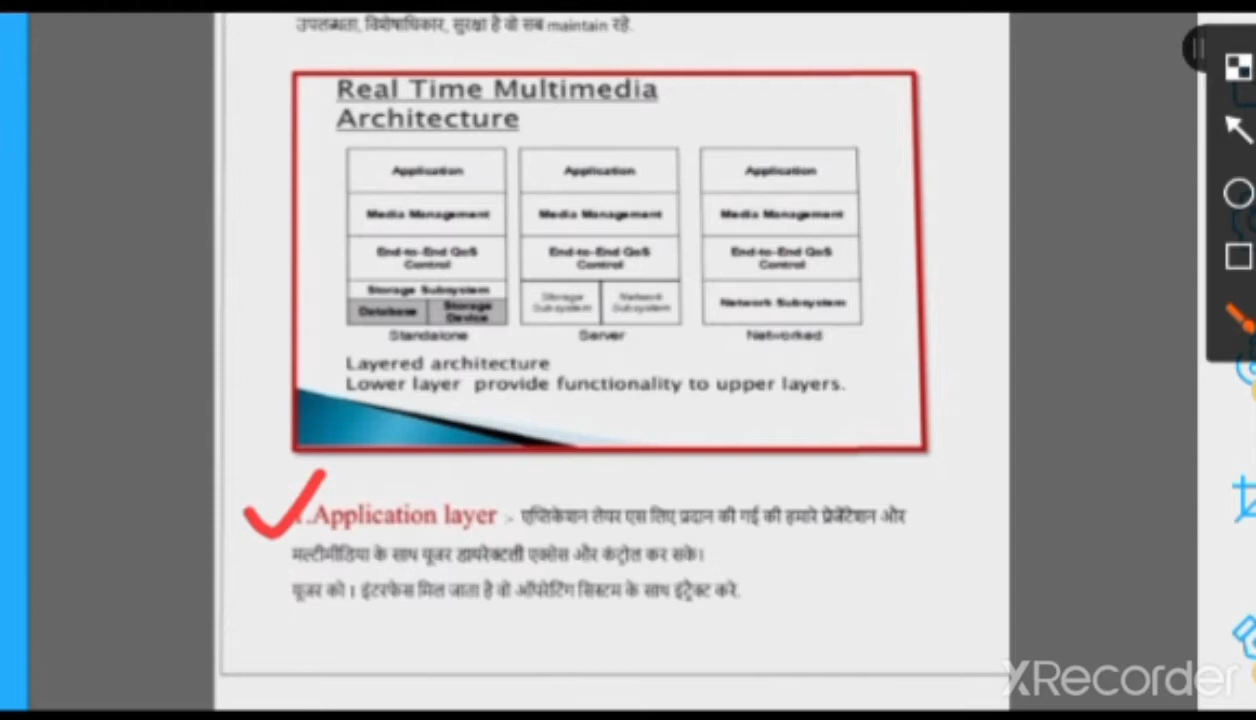 उपलब्धता, विशेषाधिकार, सुरक्षा है वो सब maintain रहे.
Real Time Multimedia
Architecture
Application
Media Management
End-to-End QoS
Control
Storage Subsystem
Database
Storage
Device
Standalone
Application
Media Management
End-to-End QoS
Control
Storage
Subsystem
Network
Subsystem
Server
Application
Media Management
End-to-End QoS
Control
Network Subsystem
Networked
Layered architecture
Lower layer provide functionality to upper layers.
1.Application layer :- एप्लिकेशन लेयर एस लिए प्रदान की गई की हमारे प्रेजेंटेशन और
मल्टीमीडिया के साथ यूजर डायरेक्टली एक्सेस और कंट्रोल कर सके।
यूजर को 1 इंटरफेस मिल जाता है वो ऑपरेटिंग सिस्टम के साथ इंट्रैक्ट करे.
XRecorder